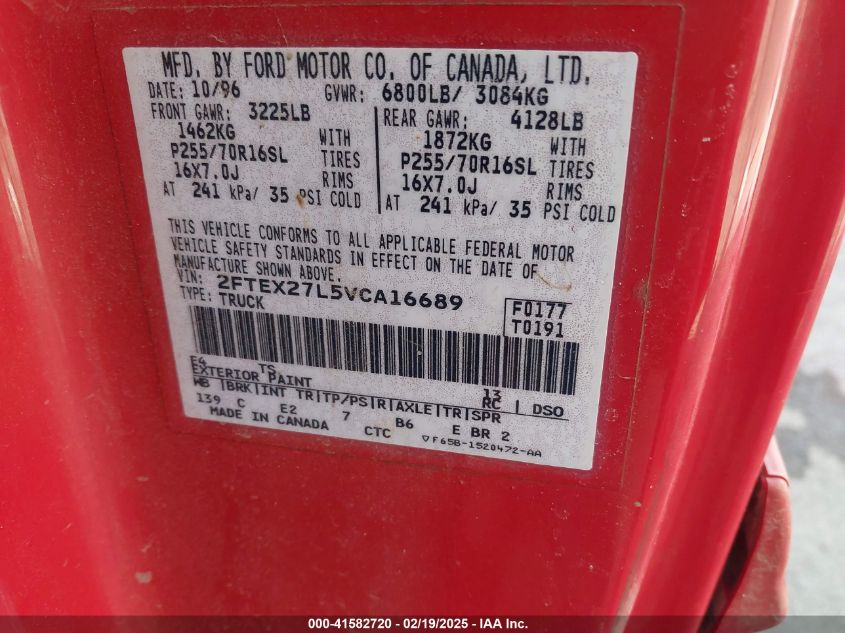 MFD. BY FORD MOTOR CO. OF CANADA, LTD.
DATE: 10/96 GVWR: 6800LB/ 3084KG
FRONT GAWR: 3225LB REAR GAWR: 4128LB
1462KG WITH 1872KG WITH
P255/70R16SL TIRES P255/70R16SL TIRES
16X7.0J RIMS 16X7.0J RIMS
AT 241 kPa/ 35 PSI COLD AT 241 kPa/ 35 PSI COLD
THIS VEHICLE CONFORMS TO ALL APPLICABLE FEDERAL MOTOR
VEHICLE SAFETY STANDARDS IN EFFECT ON THE DATE OF
MANUFACTURE SHOWN ABOVE.
VIN: 2FTEX27L5VCA16689 F0177
TYPE: TRUCK T0191
E4 TS 13
EXTERIOR PAINT RC DSO
WB | BRK | INT TR | TP/PS | R | AXLE | TR | SPR
139 C E2 7 B6 E BR 2
MADE IN CANADA CTC ▽F65B-1520472-AA
000-41582720 - 02/19/2025 - IAA Inc.